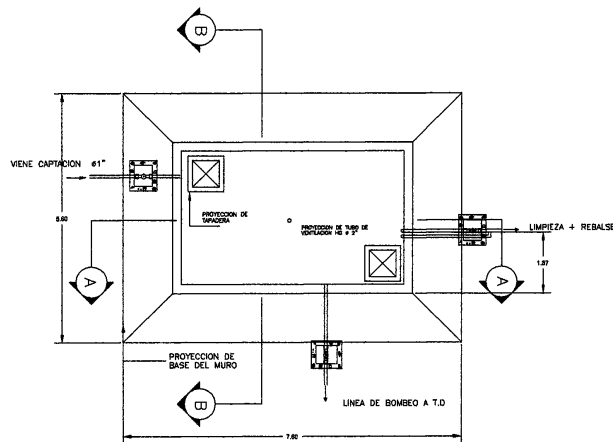 B
VIENE CAPTACION ø1"
5.60
PROYECCION DE
TAPADERA
PROYECCION DE TUBO DE
VENTILACION HG ø 2"
LIMPIEZA + REBALSE
1.87
A
A
PROYECCION DE
BASE DEL MURO
B
LINEA DE BOMBEO A T.D
7.60